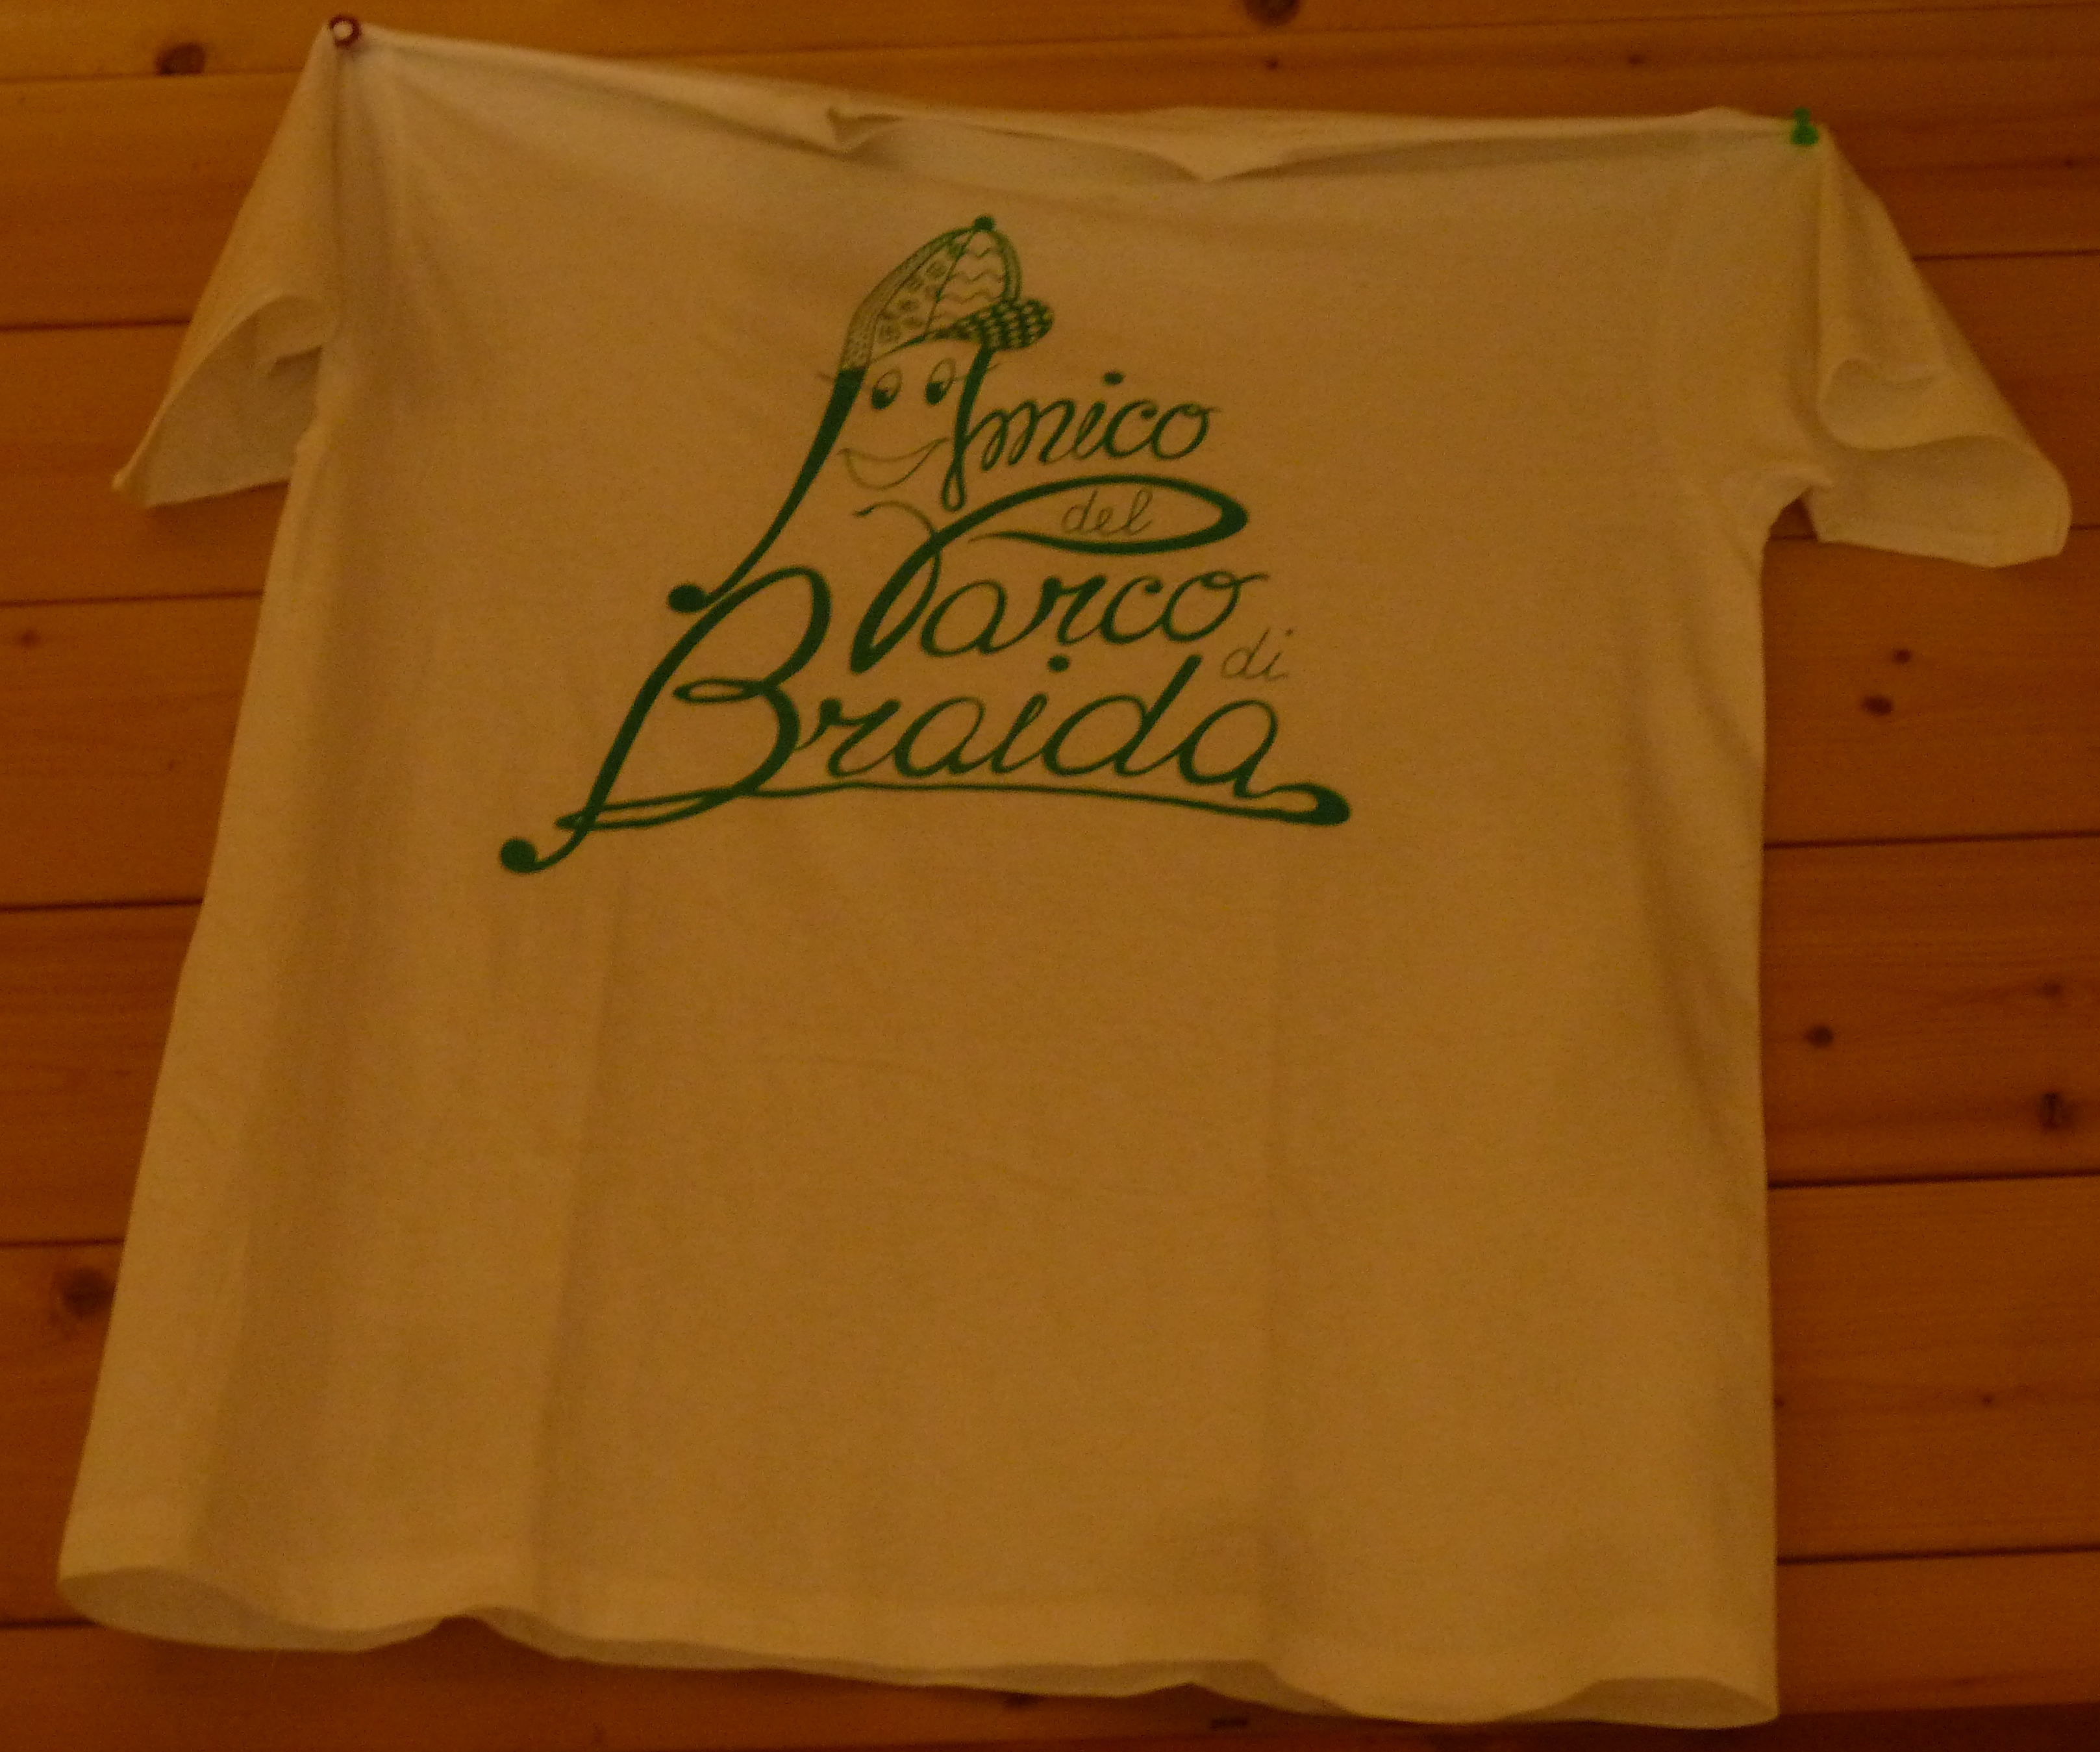 Amico
del
Parco
di
Braida